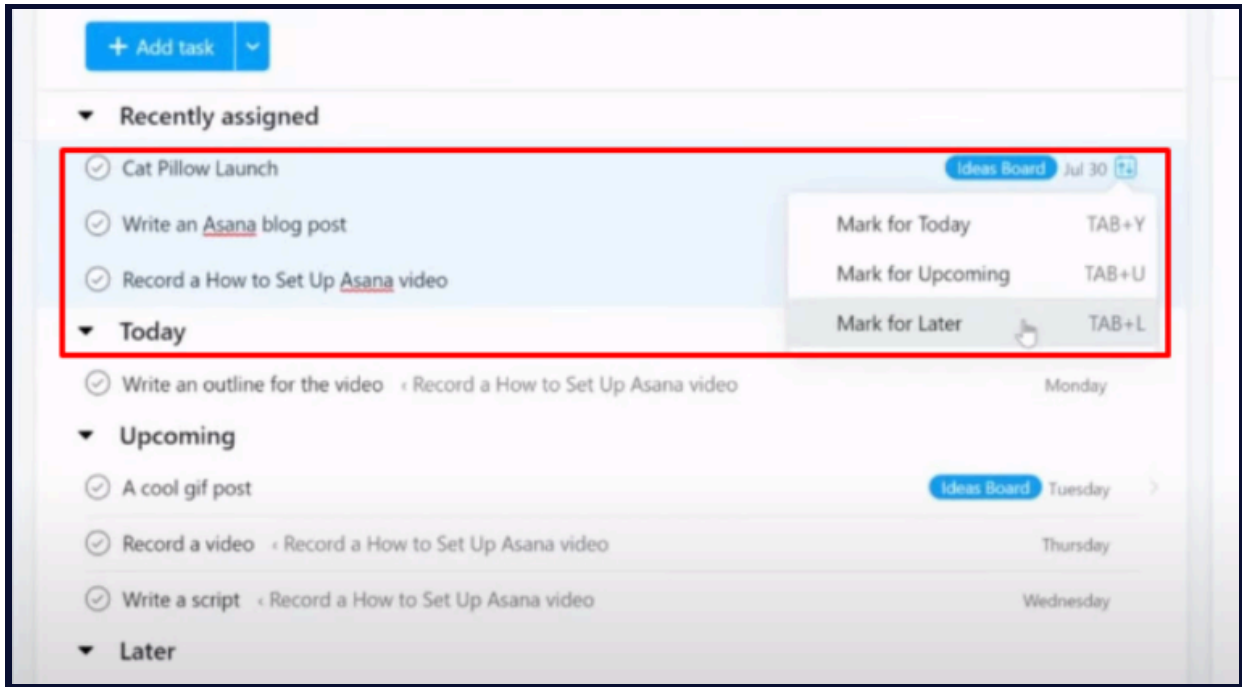 + Add task
Recently assigned
Cat Pillow Launch Ideas Board Jul 30
Write an Asana blog post Mark for Today TAB+Y
Record a How to Set Up Asana video Mark for Upcoming TAB+U
Today Mark for Later TAB+L
Write an outline for the video ‹ Record a How to Set Up Asana video Monday
Upcoming
A cool gif post Ideas Board Tuesday
Record a video ‹ Record a How to Set Up Asana video Thursday
Write a script ‹ Record a How to Set Up Asana video Wednesday
Later